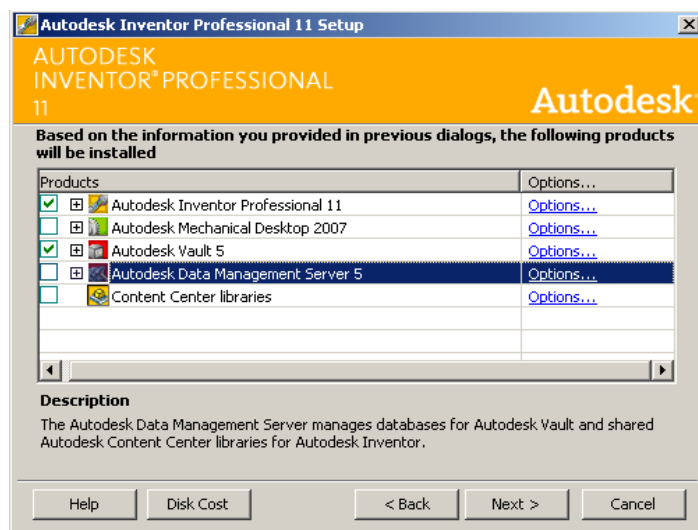 Autodesk Inventor Professional 11 Setup
AUTODESK
INVENTOR® PROFESSIONAL
11
Autodesk
Based on the information you provided in previous dialogs, the following products
will be installed
Products Options...
Autodesk Inventor Professional 11 Options...
Autodesk Mechanical Desktop 2007 Options...
Autodesk Vault 5 Options...
Autodesk Data Management Server 5 Options...
Content Center libraries Options...
Description
The Autodesk Data Management Server manages databases for Autodesk Vault and shared
Autodesk Content Center libraries for Autodesk Inventor.
Help Disk Cost < Back Next > Cancel